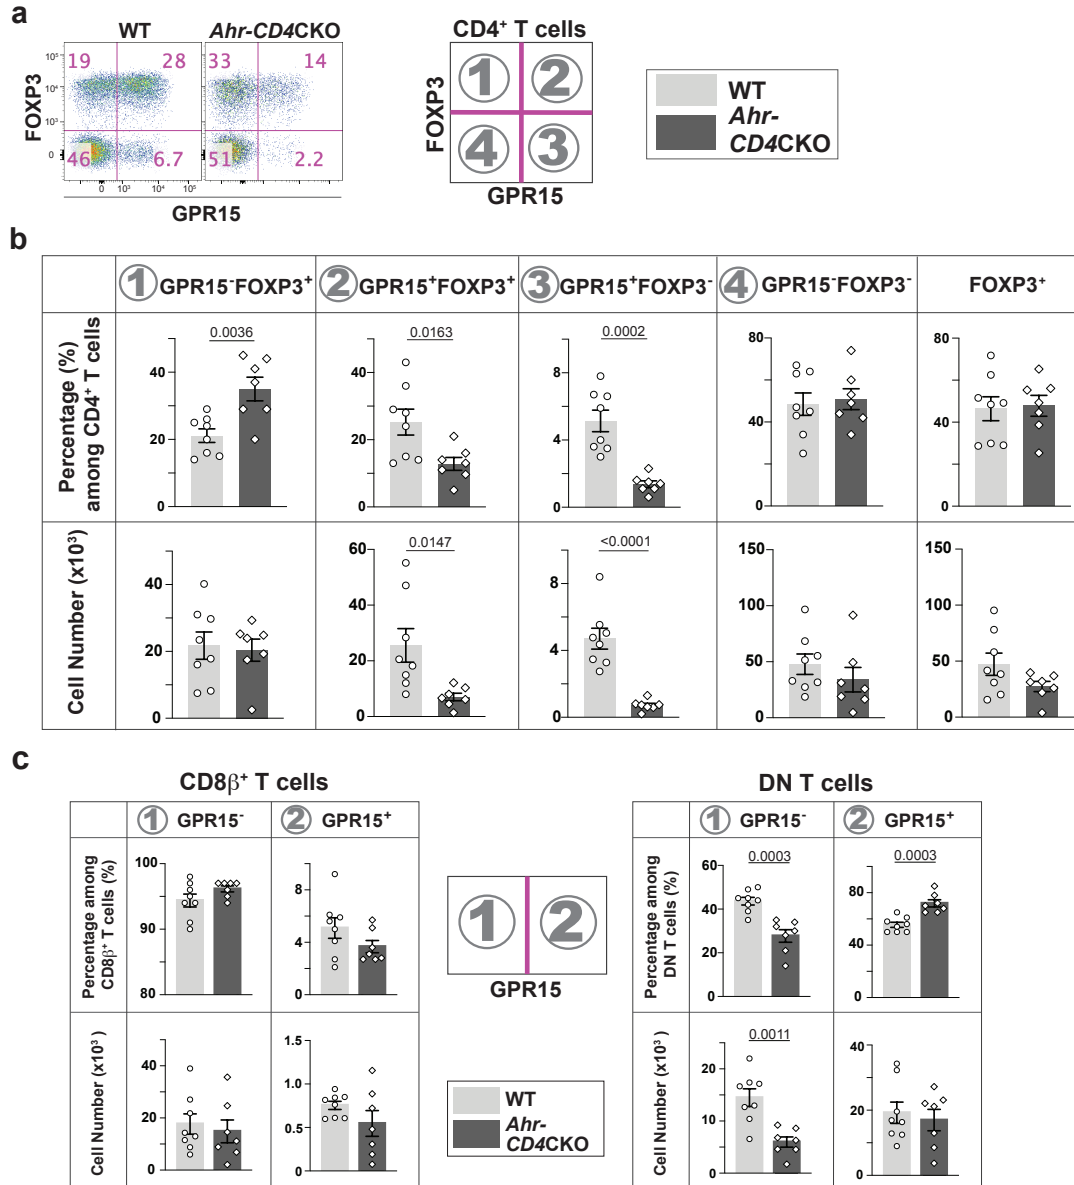 a
WT
Ahr-CD4CKO
CD4⁺ T cells
19 28
33 14
46 6.7
51 2.2
10⁵
10⁴
10³
0
0 10³ 10⁴ 10⁵
FOXP3
GPR15
1 2
4 3
FOXP3
GPR15
WT
Ahr-
CD4CKO
b
1 GPR15⁻FOXP3⁺
2 GPR15⁺FOXP3⁺
3 GPR15⁺FOXP3⁻
4 GPR15⁻FOXP3⁻
FOXP3⁺
Percentage (%)
among CD4⁺ T cells
0.0036
40
20
0
0.0163
40
20
0
0.0002
8
4
0
80
40
0
80
40
0
Cell Number (x10³)
40
20
0
0.0147
60
40
20
0
<0.0001
8
4
0
150
100
50
0
150
100
50
0
c
CD8β⁺ T cells
1 GPR15⁻
2 GPR15⁺
Percentage among
CD8β⁺ T cells (%)
100
90
80
8
4
0
Cell Number (x10³ )
40
20
0
1.5
1.0
0.5
0
1 2
GPR15
WT
Ahr-
CD4CKO
DN T cells
1 GPR15⁻
2 GPR15⁺
Percentage among
DN T cells (%)
0.0003
60
40
20
0
0.0003
80
40
0
Cell Number (x10³ )
0.0011
20
10
0
40
20
0